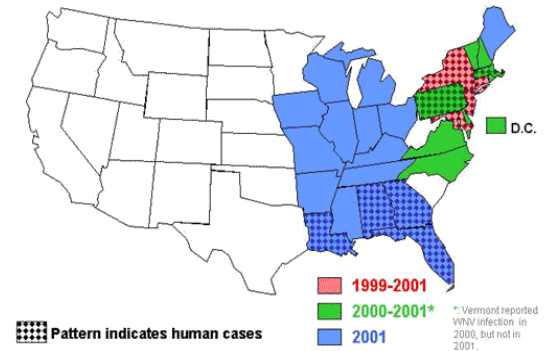 D.C.
1999-2001
2000-2001*
2001
*: Vermont reported
WNV infection in
2000, but not in
2001.
Pattern indicates human cases